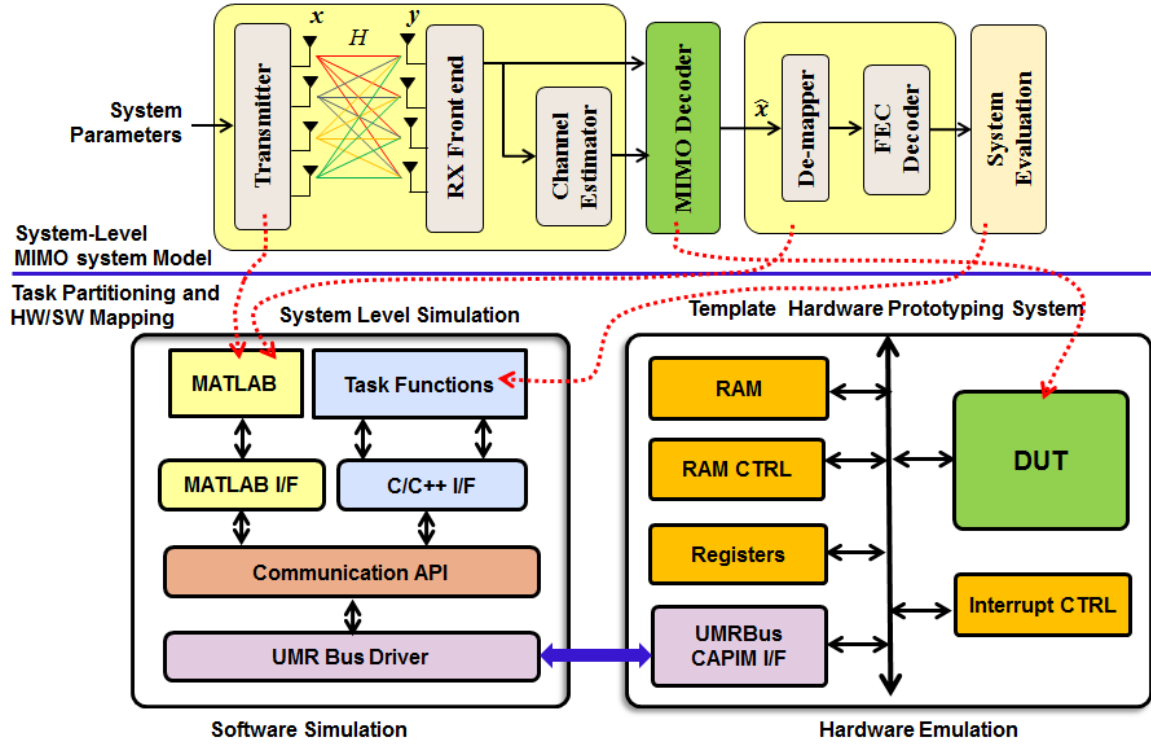 x
H
y
System
Parameters
Transmitter
RX Front end
Channel
Estimator
MIMO Decoder
x̂
De-mapper
FEC
Decoder
System
Evaluation
System-Level
MIMO system Model
Task Partitioning and
HW/SW Mapping
System Level Simulation
Template Hardware Prototyping System
MATLAB
Task Functions
MATLAB I/F
C/C++ I/F
Communication API
UMR Bus Driver
RAM
RAM CTRL
Registers
UMRBus
CAPIM I/F
DUT
Interrupt CTRL
Software Simulation
Hardware Emulation